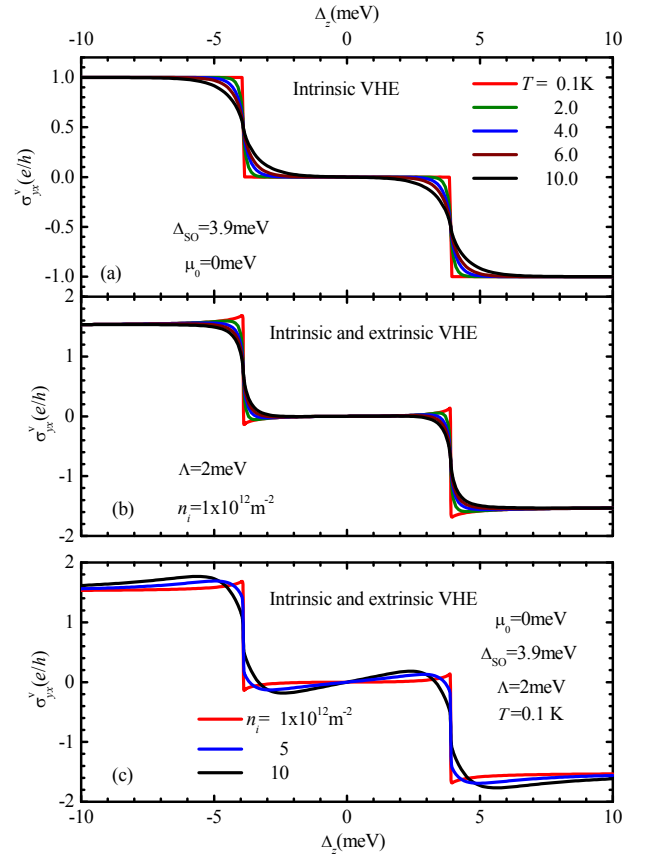 Δz(meV)
-10 -5 0 5 10
1.0
0.5
0.0
-0.5
-1.0
σᵛyx(e/h)
Intrinsic VHE
T = 0.1K
2.0
4.0
6.0
10.0
ΔSO=3.9meV
μ0=0meV
(a)
2
1
0
-1
-2
σᵛyx(e/h)
Intrinsic and extrinsic VHE
Λ=2meV
(b) ni=1x10¹²m⁻²
2
1
0
-1
-2
σᵛyx(e/h)
Intrinsic and extrinsic VHE
μ0=0meV
ΔSO=3.9meV
Λ=2meV
T=0.1 K
ni= 1x10¹²m⁻²
5
10
(c)
-10 -5 0 5 10
Δz(meV)